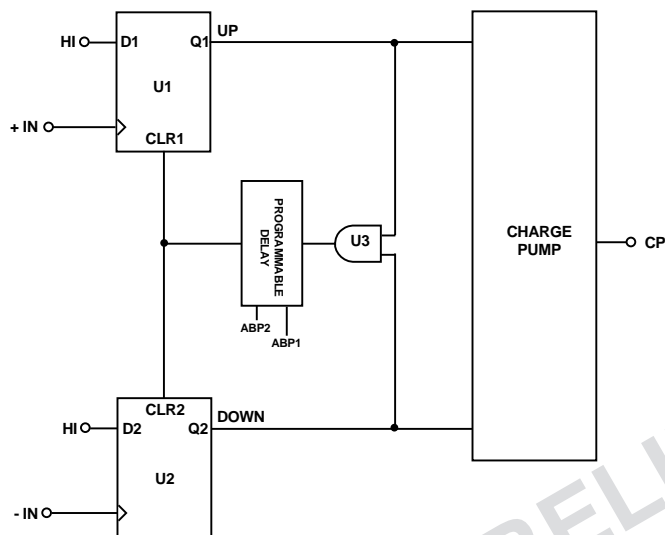 UP
HI
D1
Q1
U1
+ IN
CLR1
PROGRAMMABLE
DELAY
U3
CHARGE
PUMP
CP
ABP2
ABP1
CLR2
DOWN
HI
D2
Q2
U2
- IN